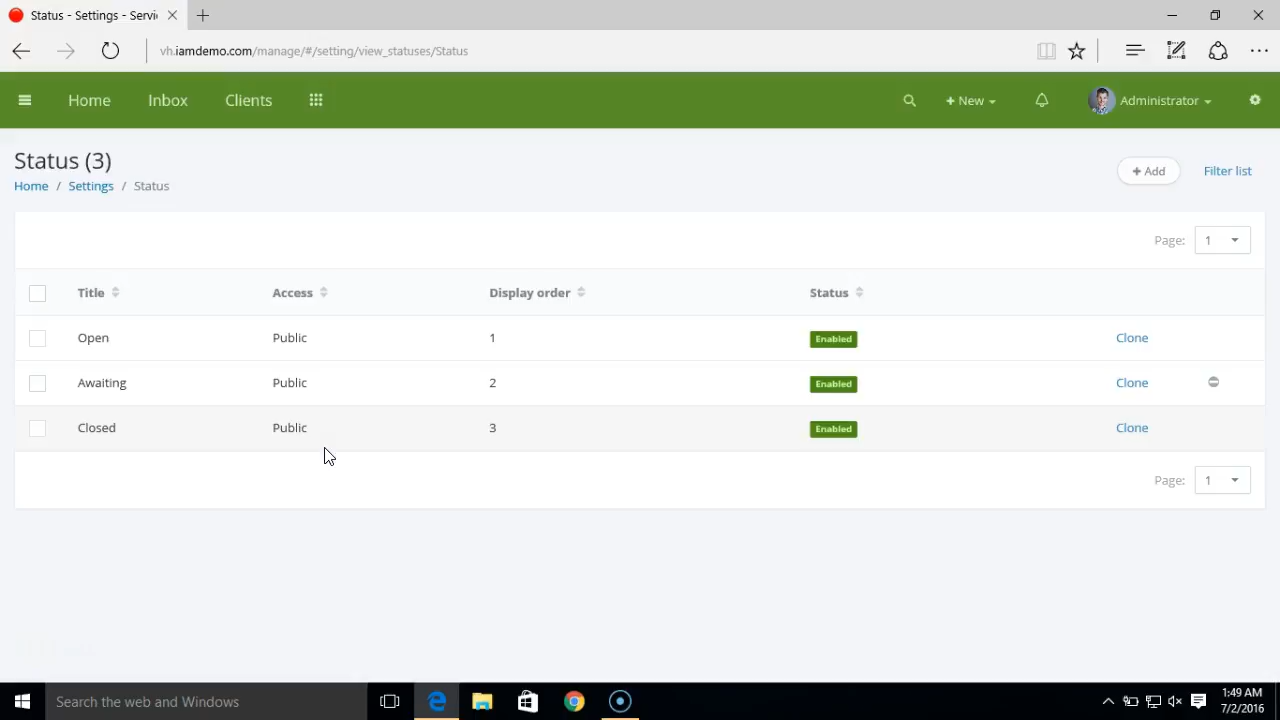 Status - Settings - Servic
vh.iamdemo.com/manage/#/setting/view_statuses/Status
Home Inbox Clients + New Administrator
Status (3)
+ Add Filter list
Home / Settings / Status
Page: 1
Title Access Display order Status
Open Public 1 Enabled Clone
Awaiting Public 2 Enabled Clone
Closed Public 3 Enabled Clone
Page: 1
Search the web and Windows
1:49 AM
7/2/2016